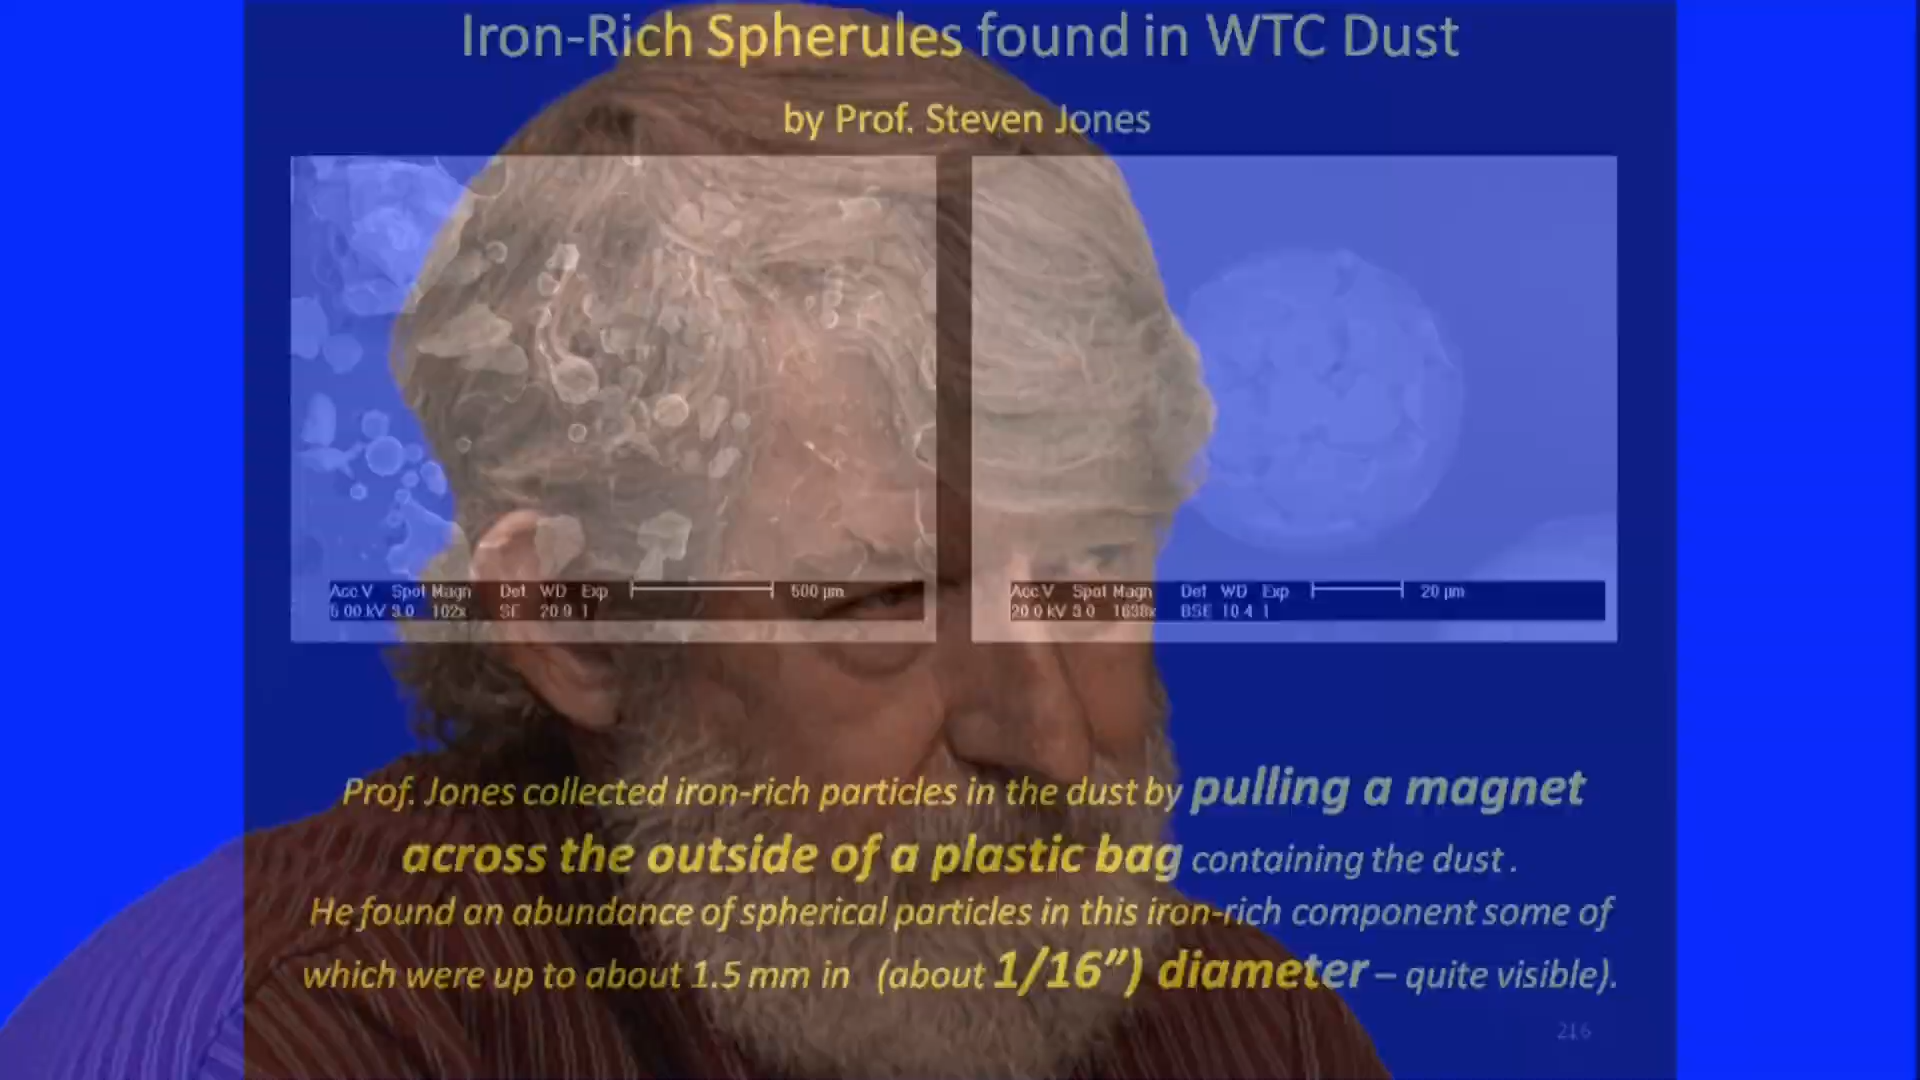 Iron-Rich Spherules found in WTC Dust
by Prof. Steven Jones
Acc.V Spot Magn Det WD Exp 500 µm
5.00 kV 3.0 102x SE 20.9 1
Acc.V Spot Magn Det WD Exp 20 µm
20.0 kV 3.0 1638x BSE 10.4 1
Prof. Jones collected iron-rich particles in the dust by pulling a magnet
across the outside of a plastic bag containing the dust .
He found an abundance of spherical particles in this iron-rich component some of
which were up to about 1.5 mm in (about 1/16”) diameter – quite visible).
216